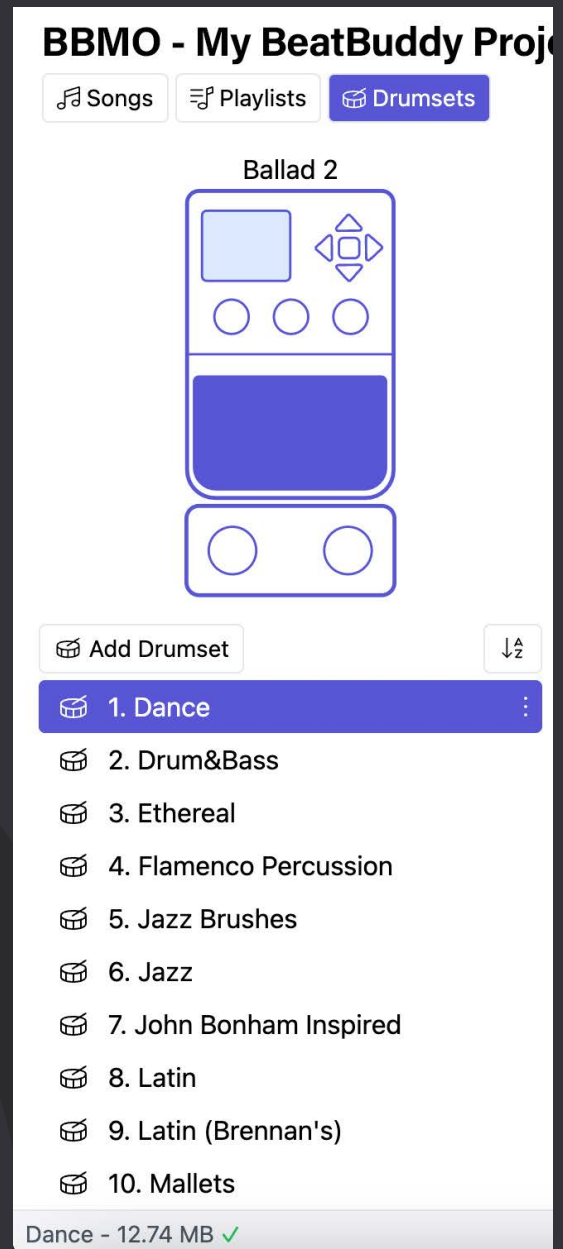 BBMO - My BeatBuddy Proj
Songs Playlists Drumsets
Ballad 2
Add Drumset
1. Dance
2. Drum&Bass
3. Ethereal
4. Flamenco Percussion
5. Jazz Brushes
6. Jazz
7. John Bonham Inspired
8. Latin
9. Latin (Brennan's)
10. Mallets
Dance - 12.74 MB ✓